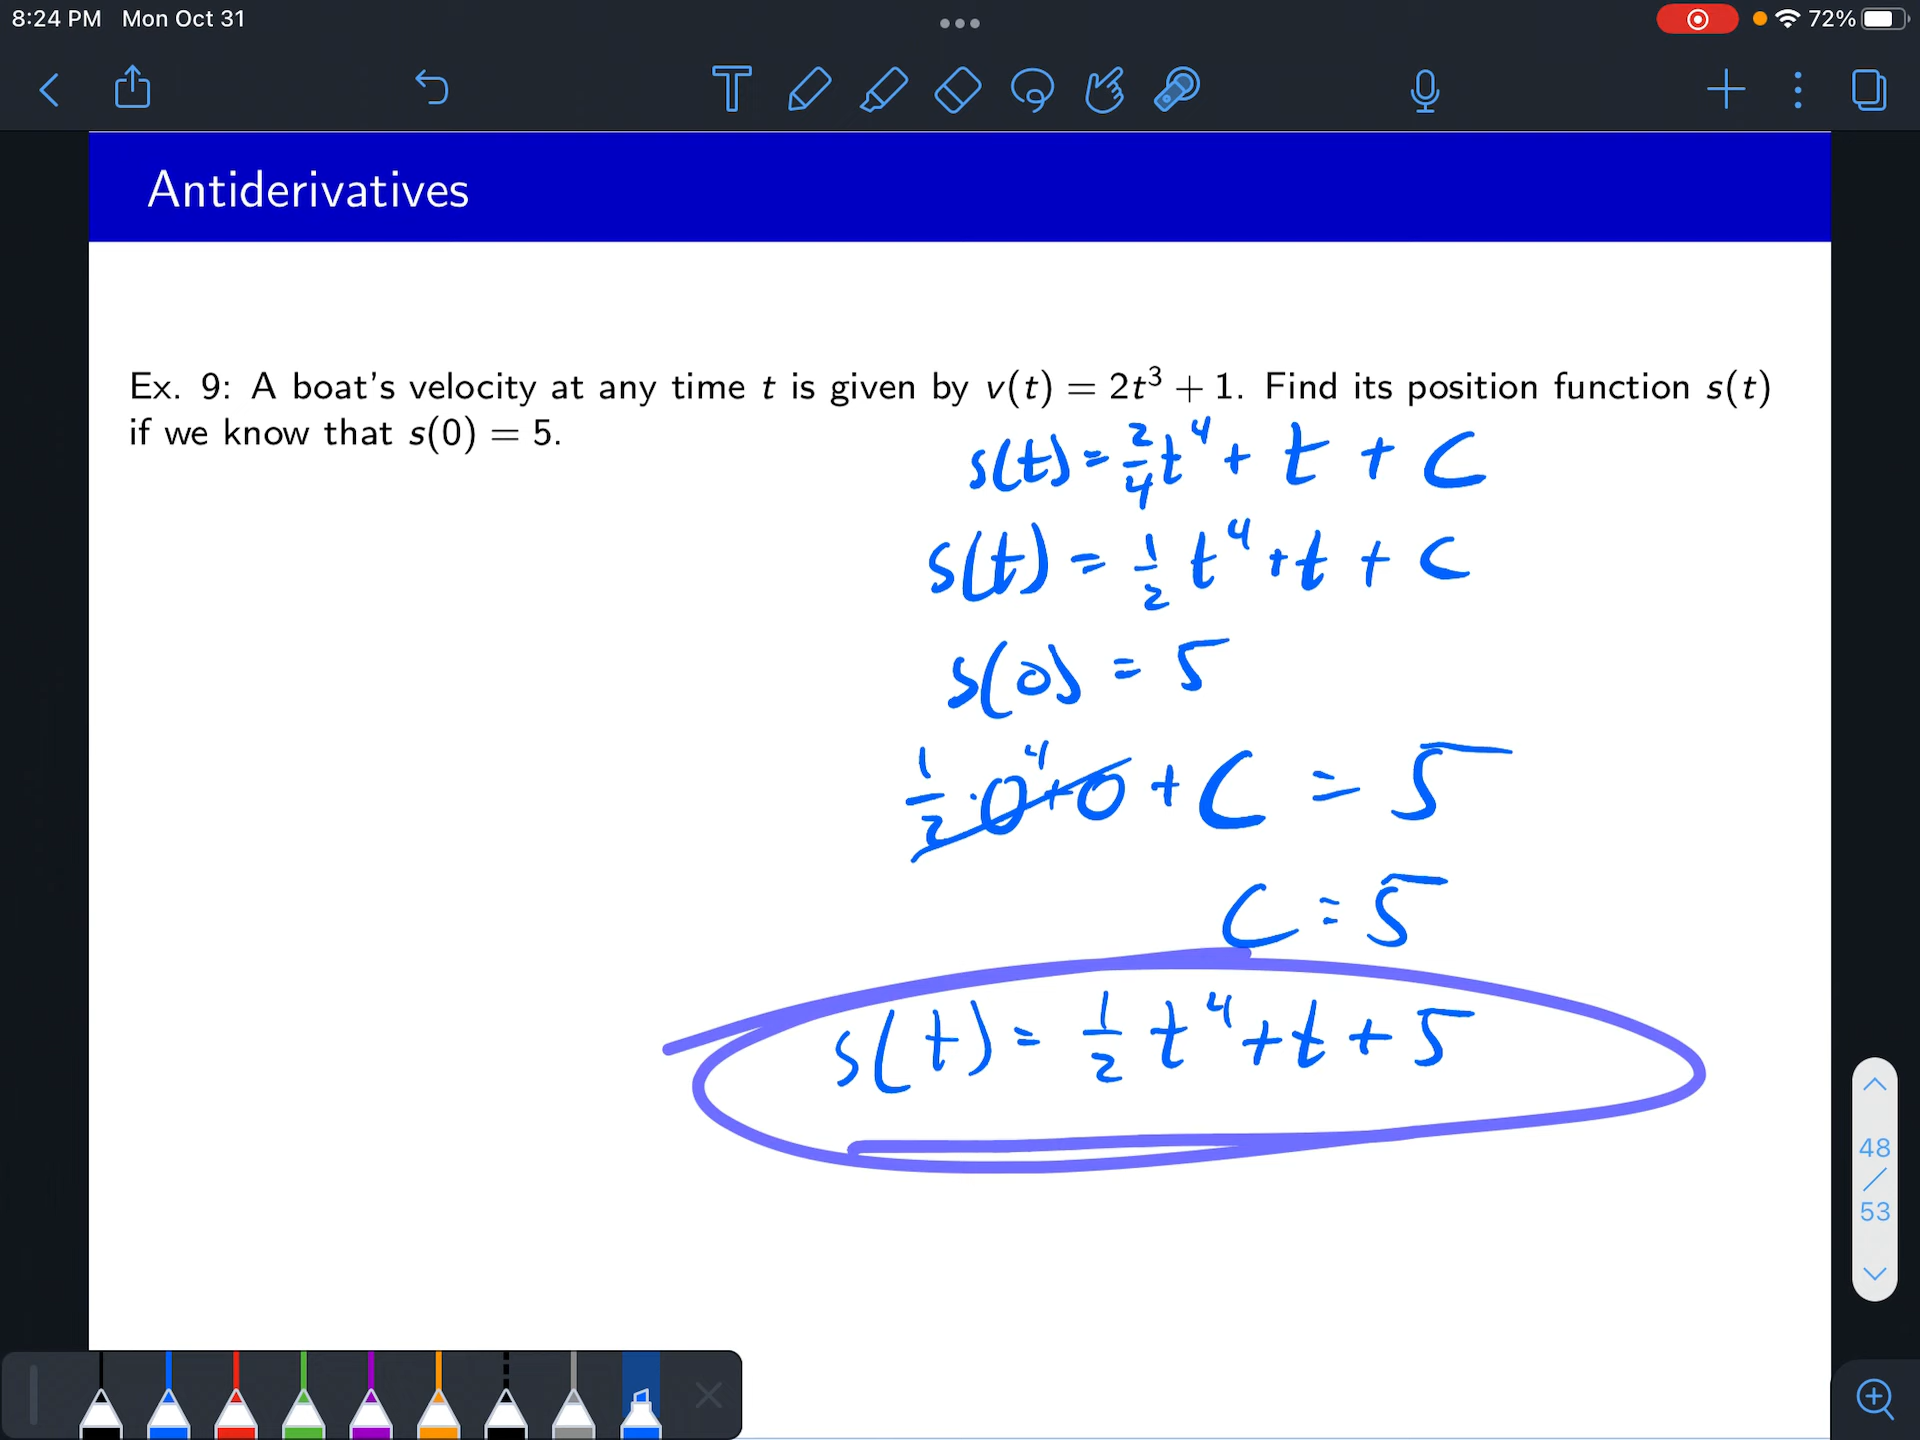 8:24 PM Mon Oct 31
72%
Antiderivatives
Ex. 9: A boat's velocity at any time t is given by v(t) = 2t³ + 1. Find its position function s(t)
if we know that s(0) = 5.
s(t) = 2/4 t⁴ + t + C
s(t) = 1/2 t⁴ + t + C
s(0) = 5
1/2 · 0⁴ + 0 + C = 5
C = 5
s(t) = 1/2 t⁴ + t + 5
48
/
53